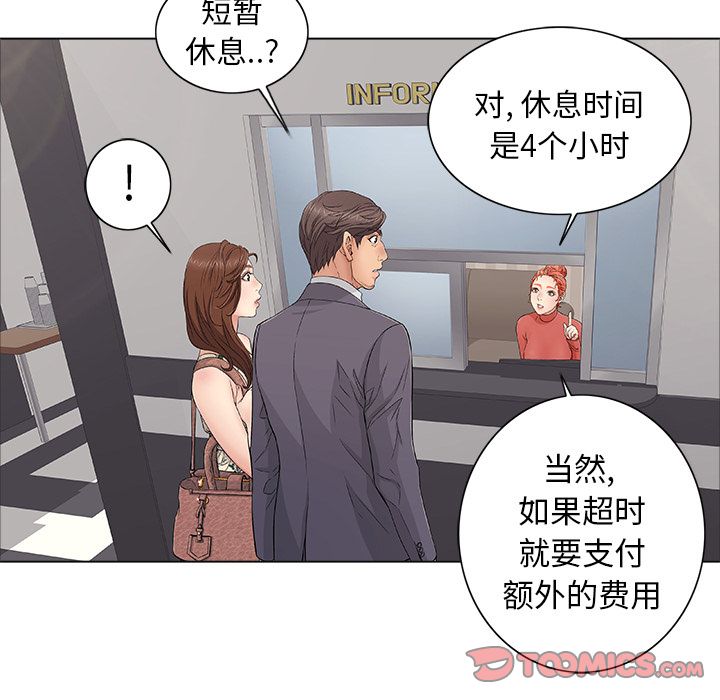 短暂
休息..?
INFOR
对, 休息时间
是4个小时
!
当然,
如果超时
就要支付
额外的费用
TOOMICS.COM